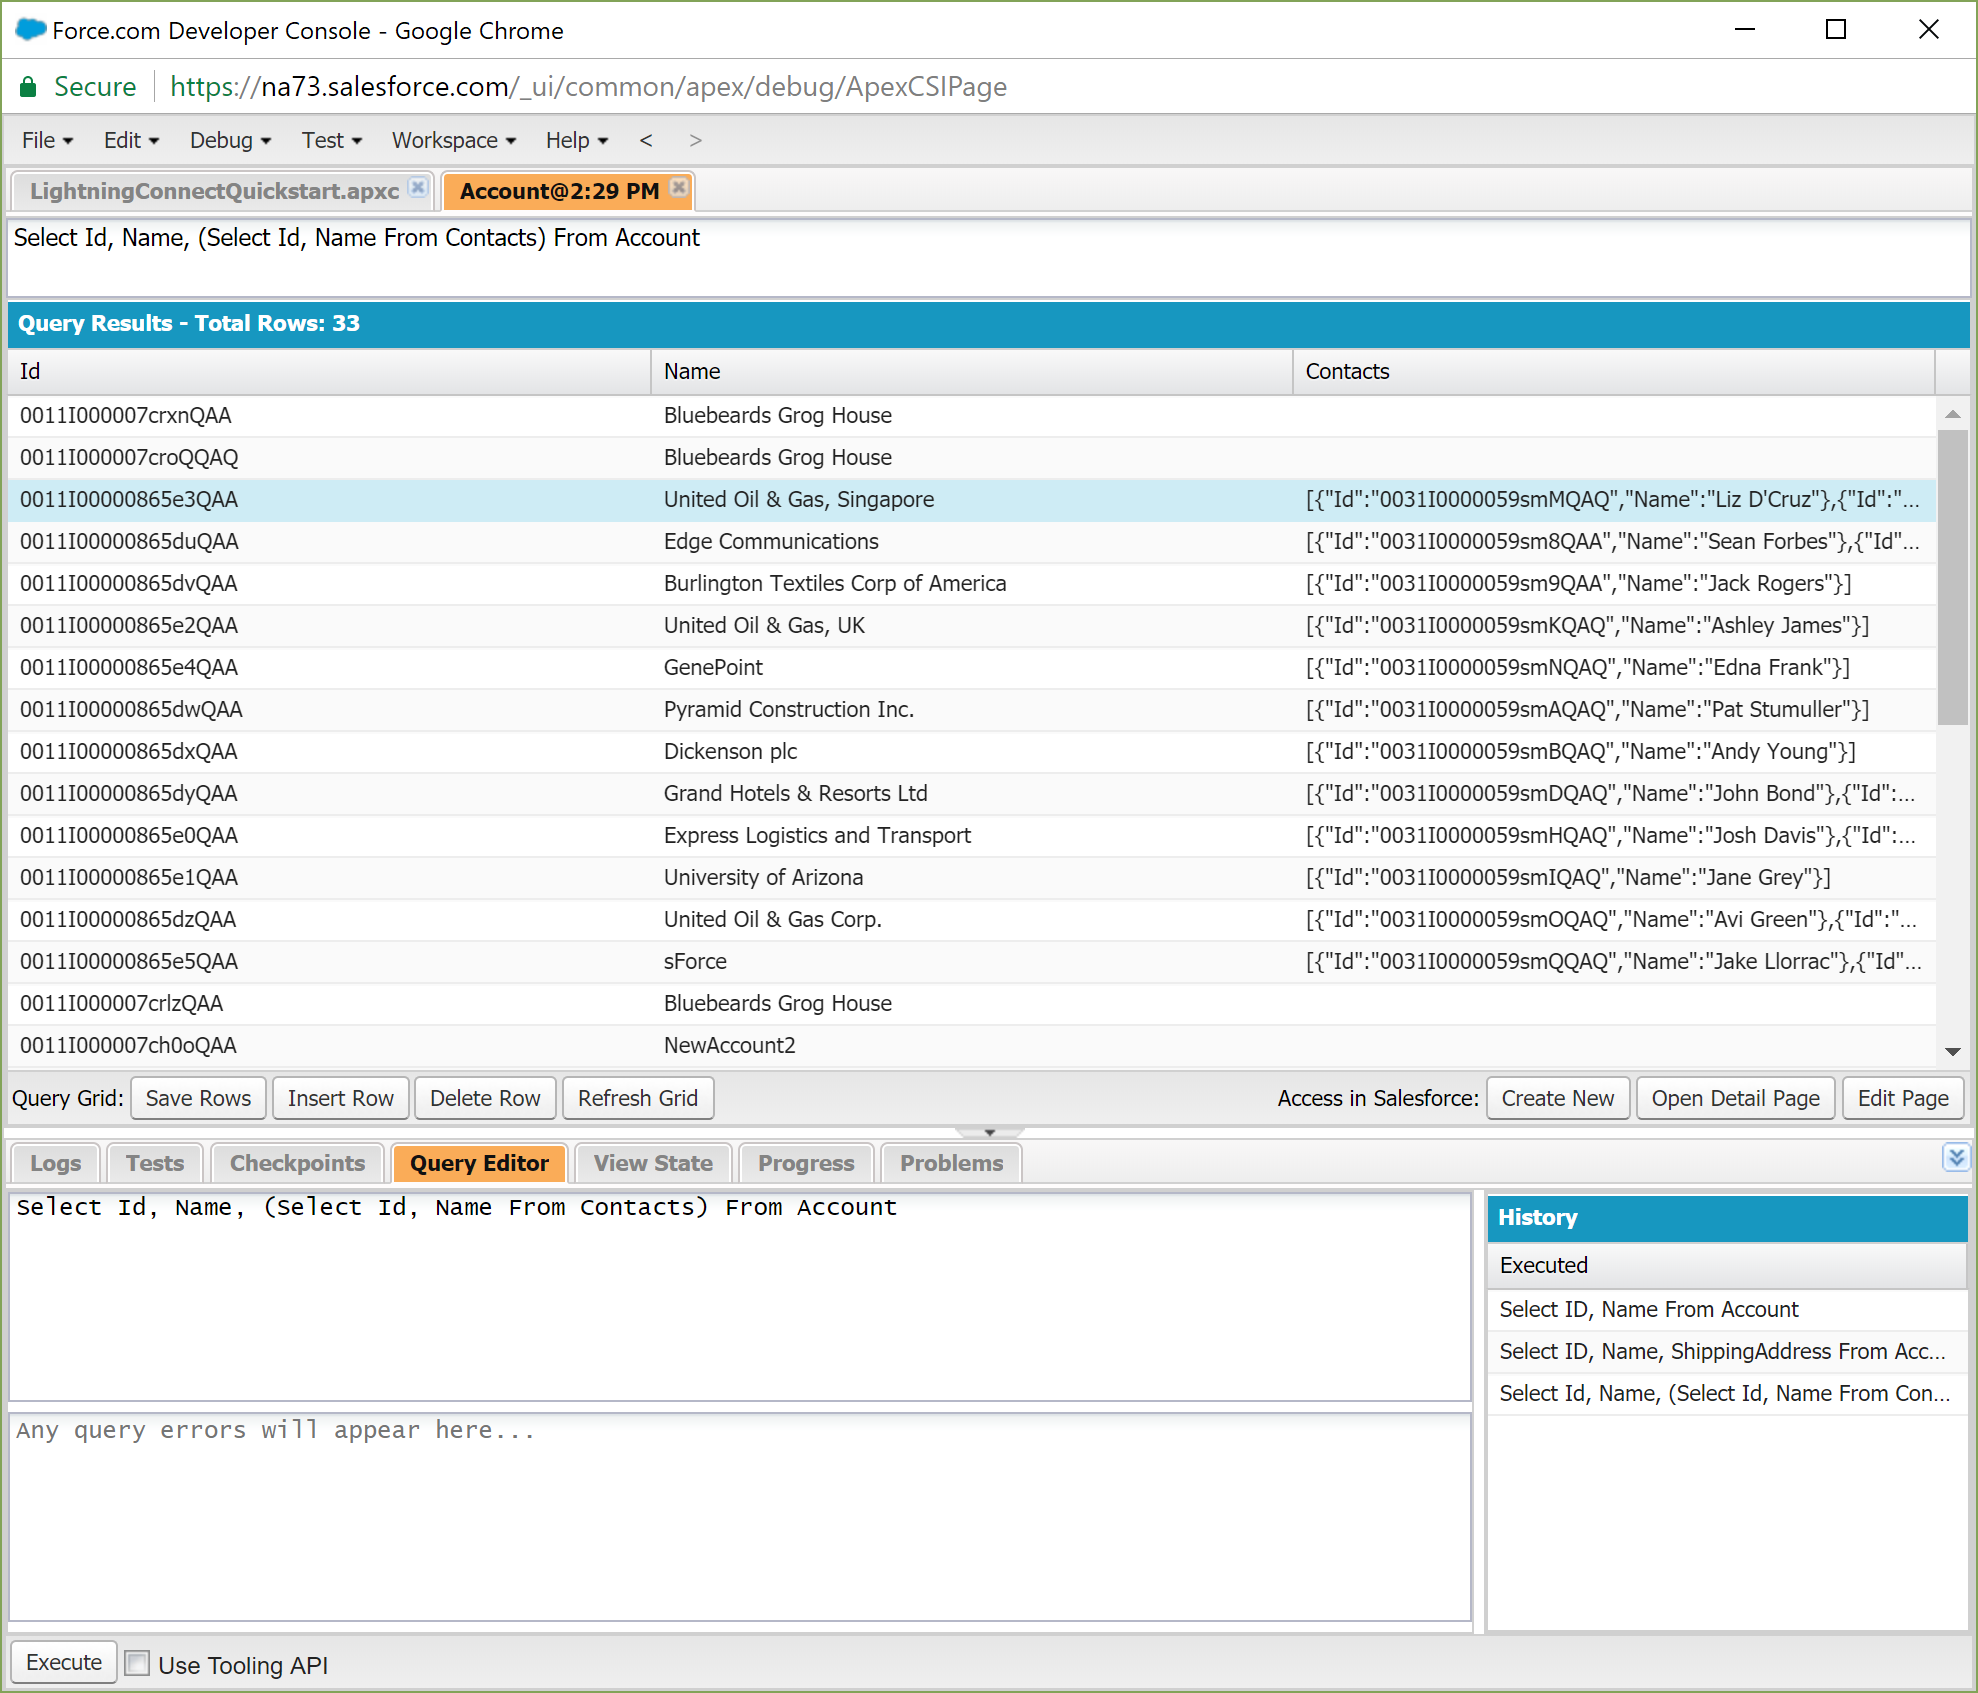 Force.com Developer Console - Google Chrome
Secure https://na73.salesforce.com/_ui/common/apex/debug/ApexCSIPage
File Edit Debug Test Workspace Help < >
LightningConnectQuickstart.apxc Account@2:29 PM
Select Id, Name, (Select Id, Name From Contacts) From Account
Query Results - Total Rows: 33
Id Name Contacts
0011I000007crxnQAA Bluebeards Grog House
0011I000007croQQAQ Bluebeards Grog House
0011I00000865e3QAA United Oil & Gas, Singapore [{"Id":"0031I0000059smMQAQ","Name":"Liz D'Cruz"},{"Id":"...
0011I00000865duQAA Edge Communications [{"Id":"0031I0000059sm8QAA","Name":"Sean Forbes"},{"Id"...
0011I00000865dvQAA Burlington Textiles Corp of America [{"Id":"0031I0000059sm9QAA","Name":"Jack Rogers"}]
0011I00000865e2QAA United Oil & Gas, UK [{"Id":"0031I0000059smKQAQ","Name":"Ashley James"}]
0011I00000865e4QAA GenePoint [{"Id":"0031I0000059smNQAQ","Name":"Edna Frank"}]
0011I00000865dwQAA Pyramid Construction Inc. [{"Id":"0031I0000059smAQAQ","Name":"Pat Stumuller"}]
0011I00000865dxQAA Dickenson plc [{"Id":"0031I0000059smBQAQ","Name":"Andy Young"}]
0011I00000865dyQAA Grand Hotels & Resorts Ltd [{"Id":"0031I0000059smDQAQ","Name":"John Bond"},{"Id":...
0011I00000865e0QAA Express Logistics and Transport [{"Id":"0031I0000059smHQAQ","Name":"Josh Davis"},{"Id":...
0011I00000865e1QAA University of Arizona [{"Id":"0031I0000059smIQAQ","Name":"Jane Grey"}]
0011I00000865dzQAA United Oil & Gas Corp. [{"Id":"0031I0000059smOQAQ","Name":"Avi Green"},{"Id":"...
0011I00000865e5QAA sForce [{"Id":"0031I0000059smQQAQ","Name":"Jake Llorrac"},{"Id"...
0011I000007crlzQAA Bluebeards Grog House
0011I000007ch0oQAA NewAccount2
Query Grid: Save Rows Insert Row Delete Row Refresh Grid Access in Salesforce: Create New Open Detail Page Edit Page
Logs Tests Checkpoints Query Editor View State Progress Problems
Select Id, Name, (Select Id, Name From Contacts) From Account
Any query errors will appear here...
History
Executed
Select ID, Name From Account
Select ID, Name, ShippingAddress From Acc...
Select Id, Name, (Select Id, Name From Con...
Execute Use Tooling API